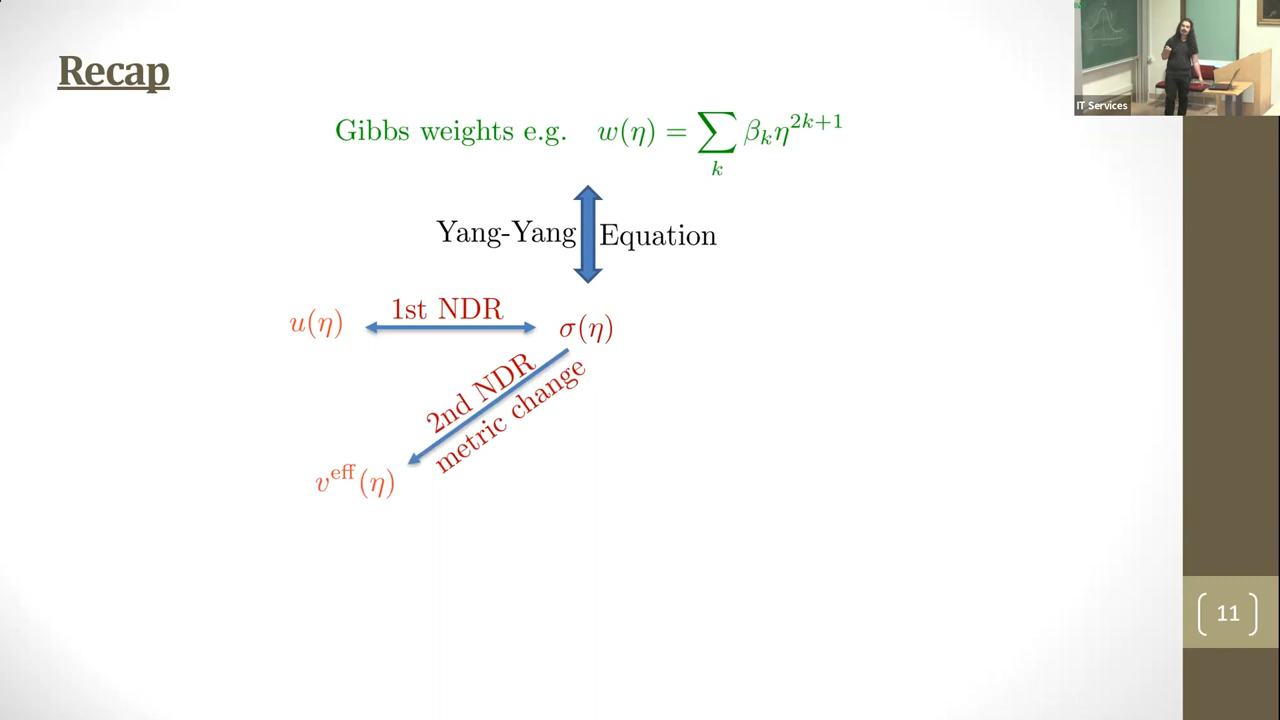 Recap
IT Services
Gibbs weights e.g. w(η) = ∑_k β_k η^{2k+1}
Yang-Yang Equation
u(η) 1st NDR σ(η)
2nd NDR
metric change
v^{eff}(η)
11